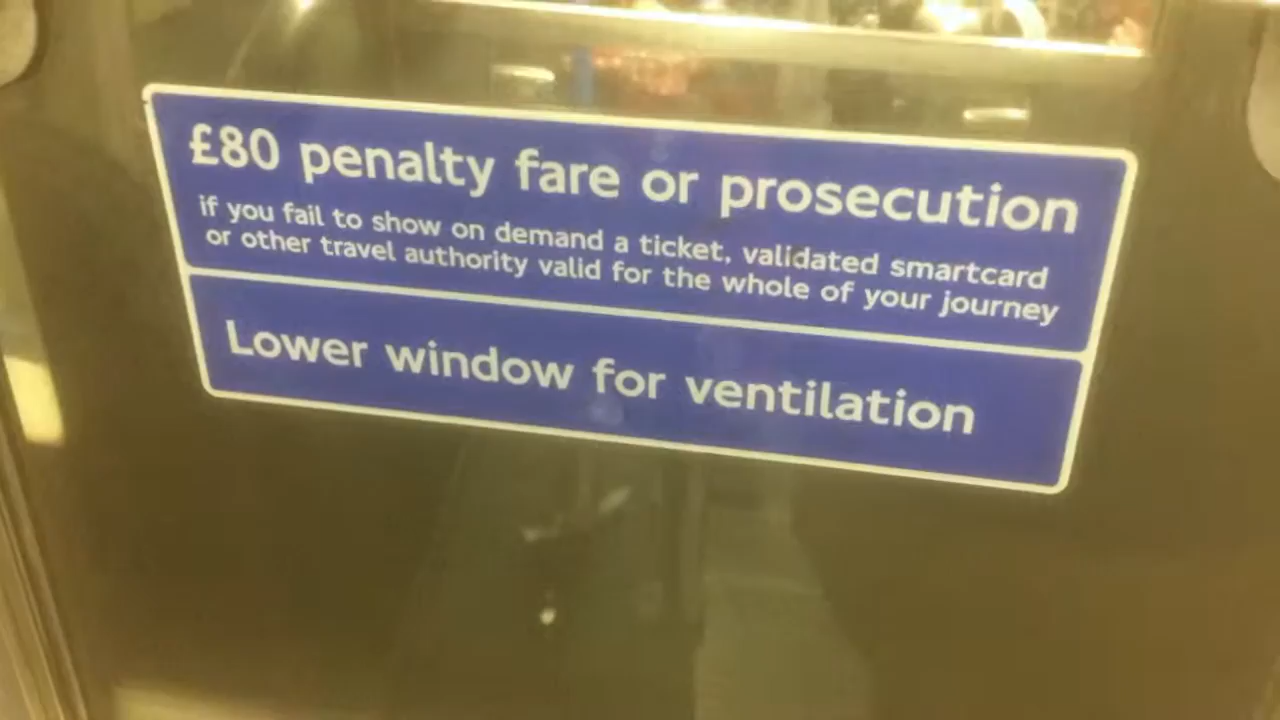 £80 penalty fare or prosecution
if you fail to show on demand a ticket, validated smartcard
or other travel authority valid for the whole of your journey
Lower window for ventilation